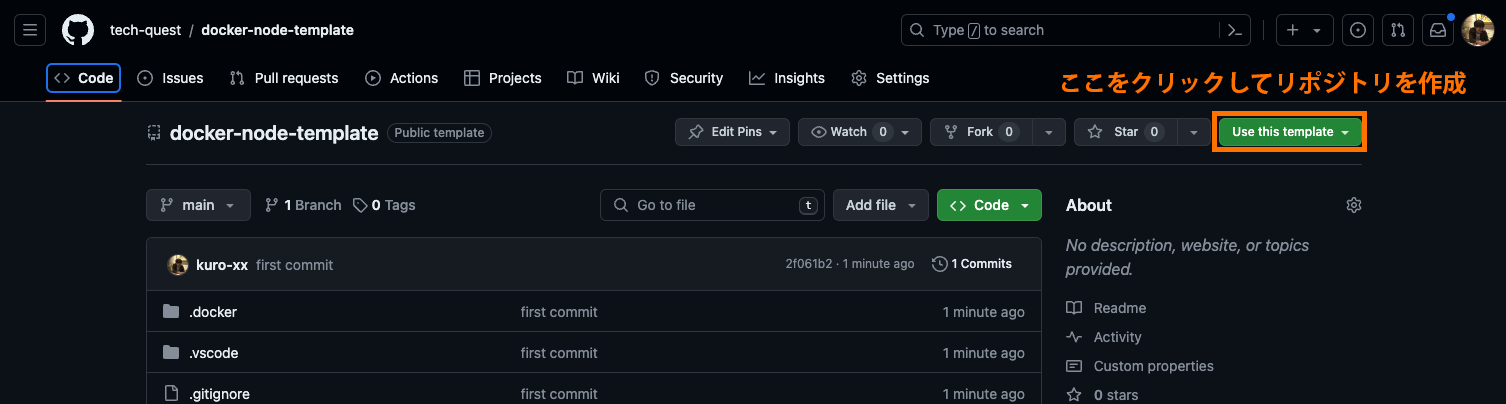 tech-quest / docker-node-template
Type / to search
Code Issues Pull requests Actions Projects Wiki Security Insights Settings
ここをクリックしてリポジトリを作成
docker-node-template Public template
Edit Pins Watch 0 Fork 0 Star 0 Use this template
main 1 Branch 0 Tags Go to file t Add file Code
About
No description, website, or topics
provided.
kuro-xx first commit 2f061b2 · 1 minute ago 1 Commits
.docker first commit 1 minute ago
.vscode first commit 1 minute ago
.gitignore first commit 1 minute ago
Readme
Activity
Custom properties
0 stars